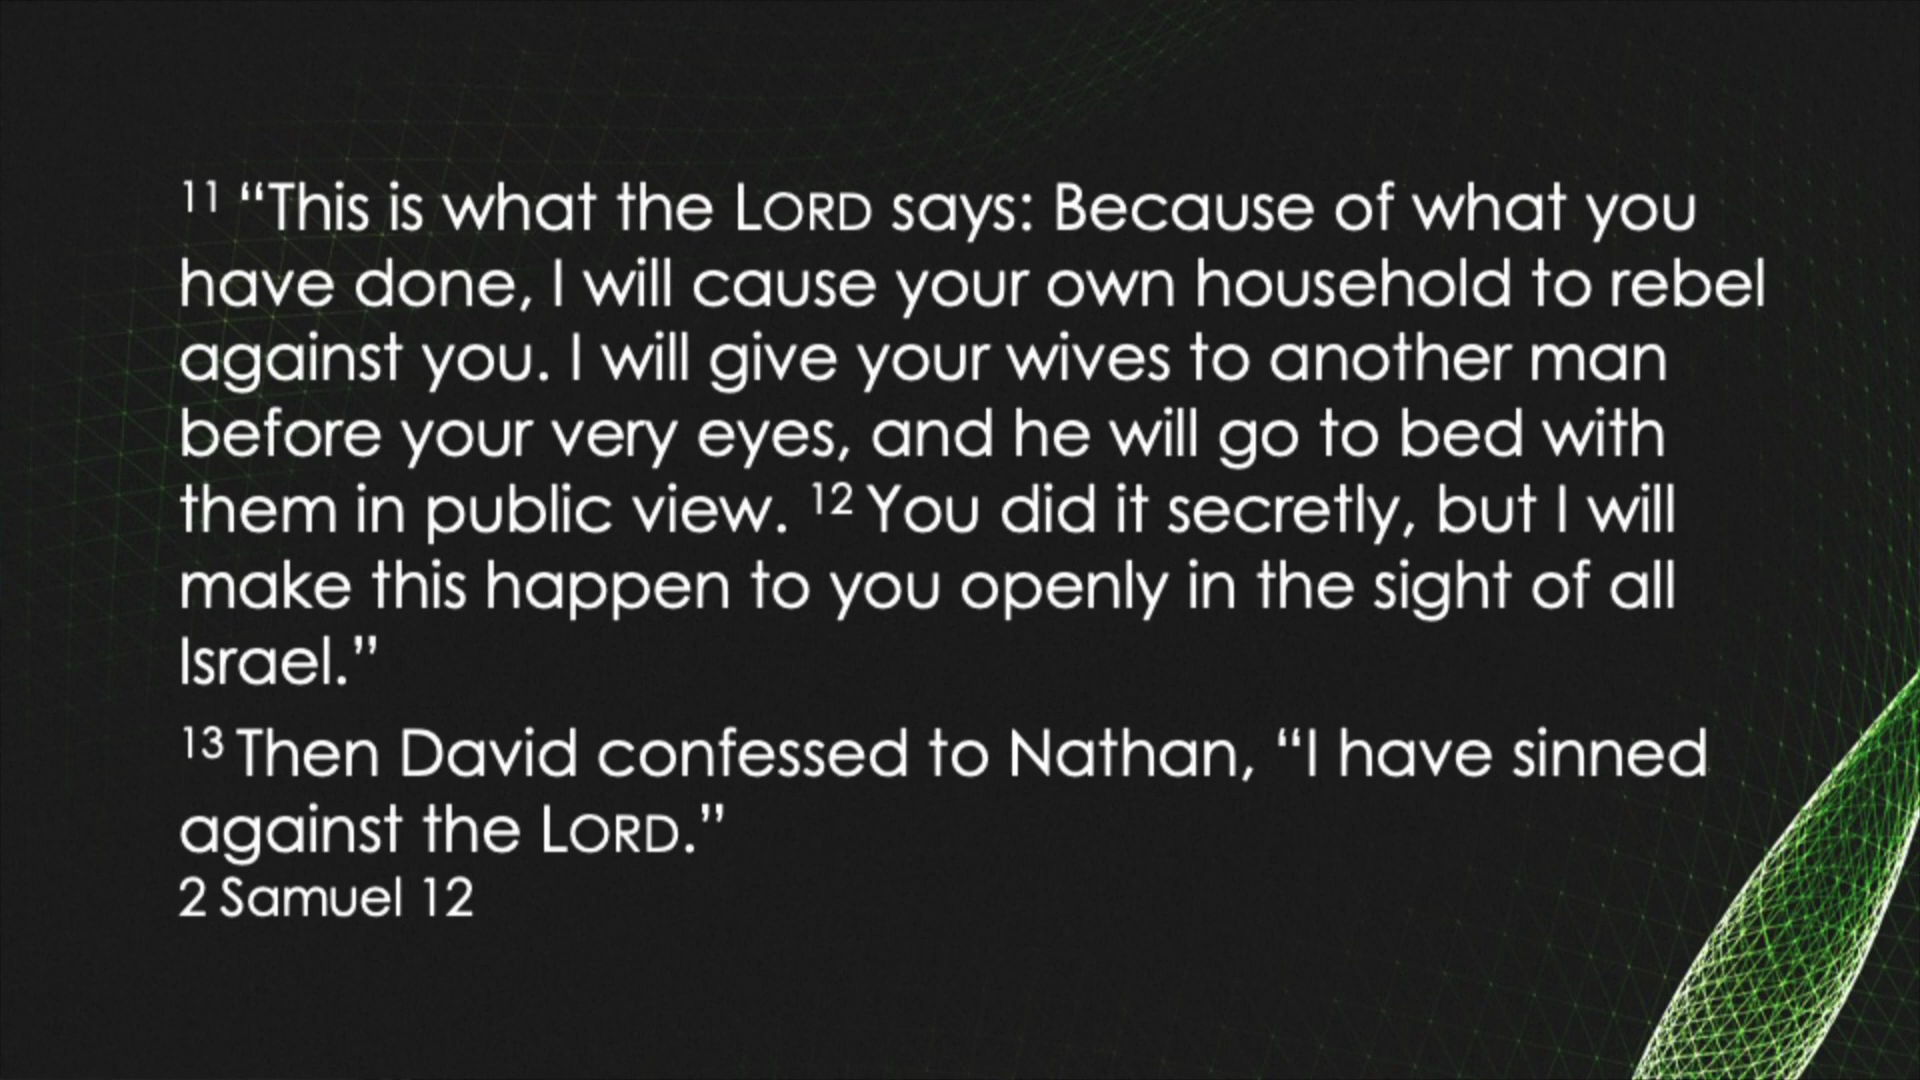 11 “This is what the LORD says: Because of what you
have done, I will cause your own household to rebel
against you. I will give your wives to another man
before your very eyes, and he will go to bed with
them in public view. 12 You did it secretly, but I will
make this happen to you openly in the sight of all
Israel.”
13 Then David confessed to Nathan, “I have sinned
against the LORD.”
2 Samuel 12